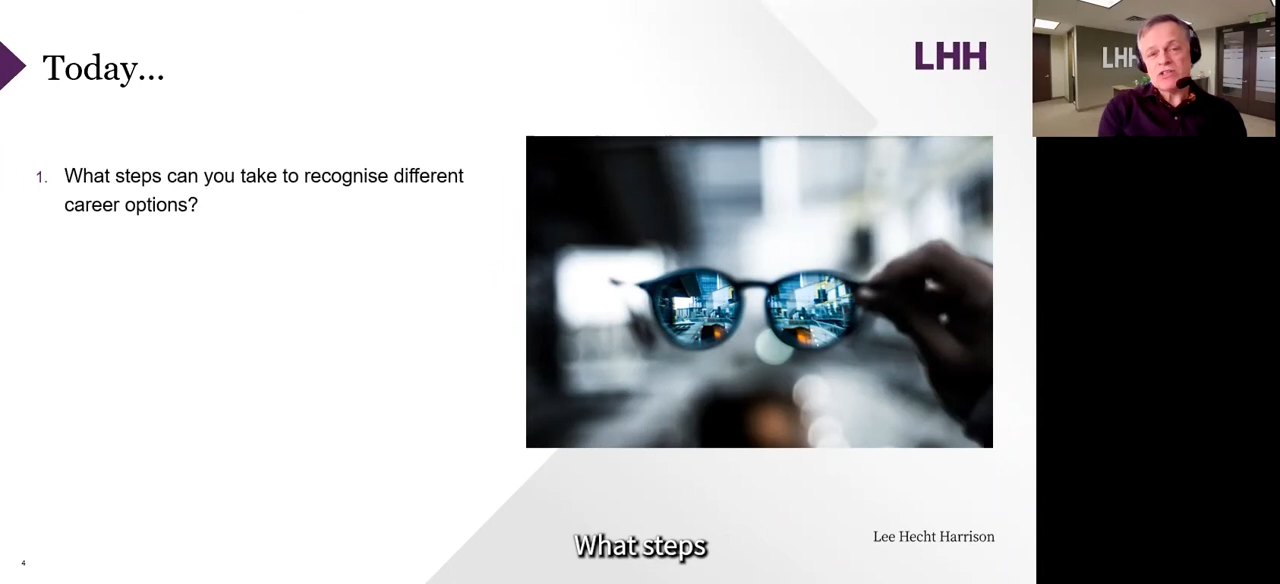 Today...
LHH
LHH
1. What steps can you take to recognise different
career options?
Lee Hecht Harrison
What steps
4